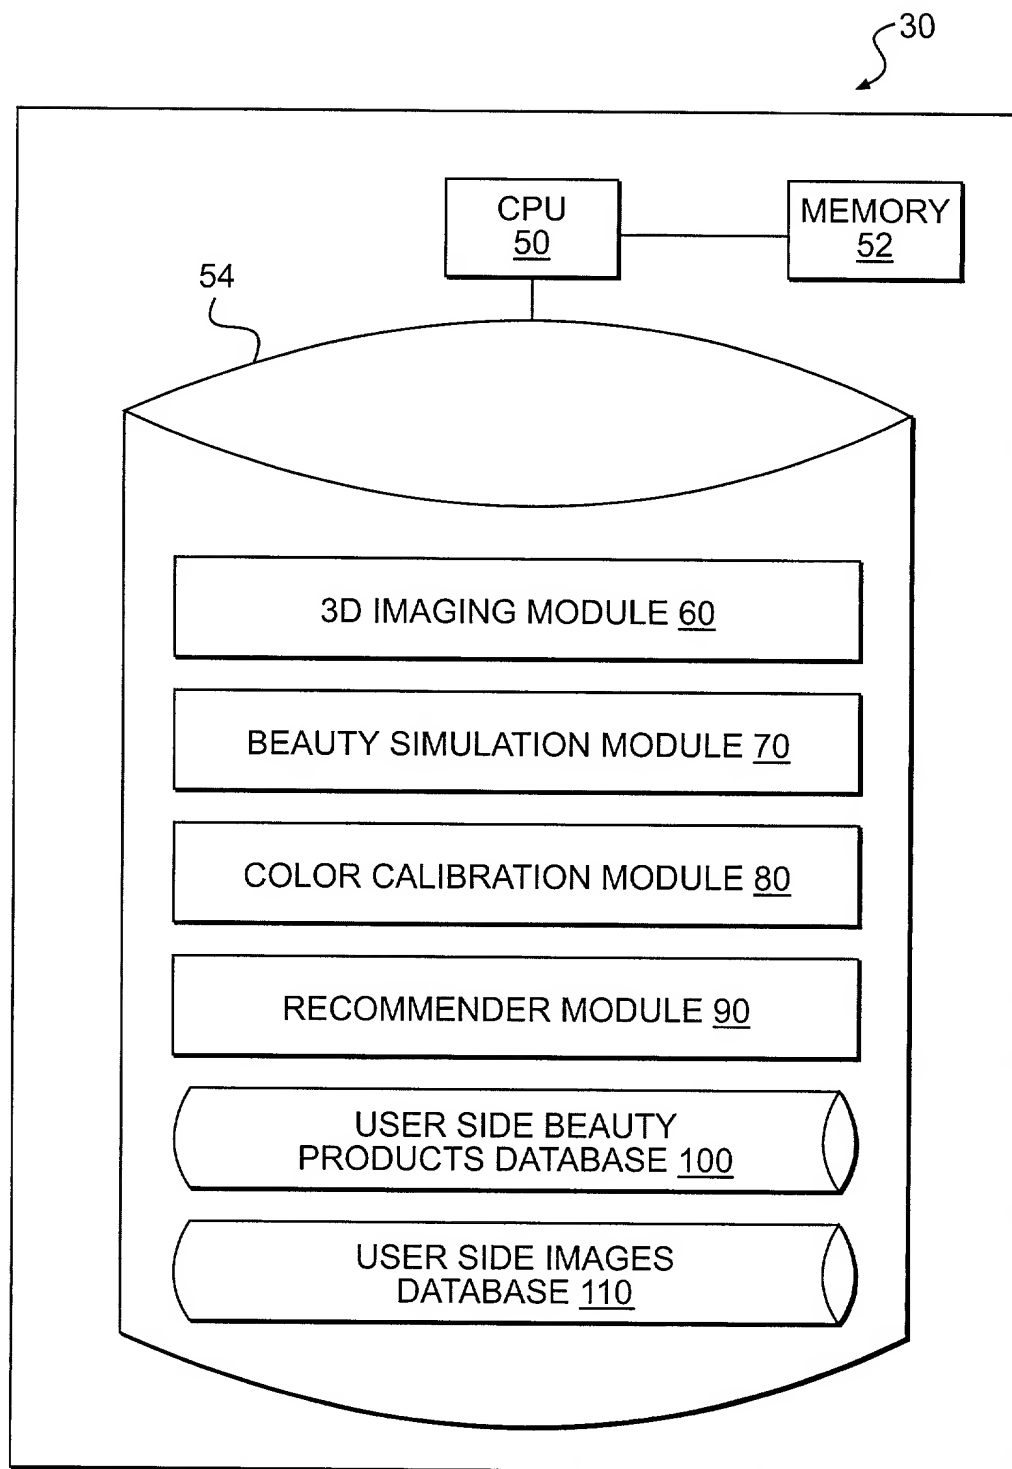 30
CPU
50
MEMORY
52
54
3D IMAGING MODULE 60
BEAUTY SIMULATION MODULE 70
COLOR CALIBRATION MODULE 80
RECOMMENDER MODULE 90
USER SIDE BEAUTY
PRODUCTS DATABASE 100
USER SIDE IMAGES
DATABASE 110